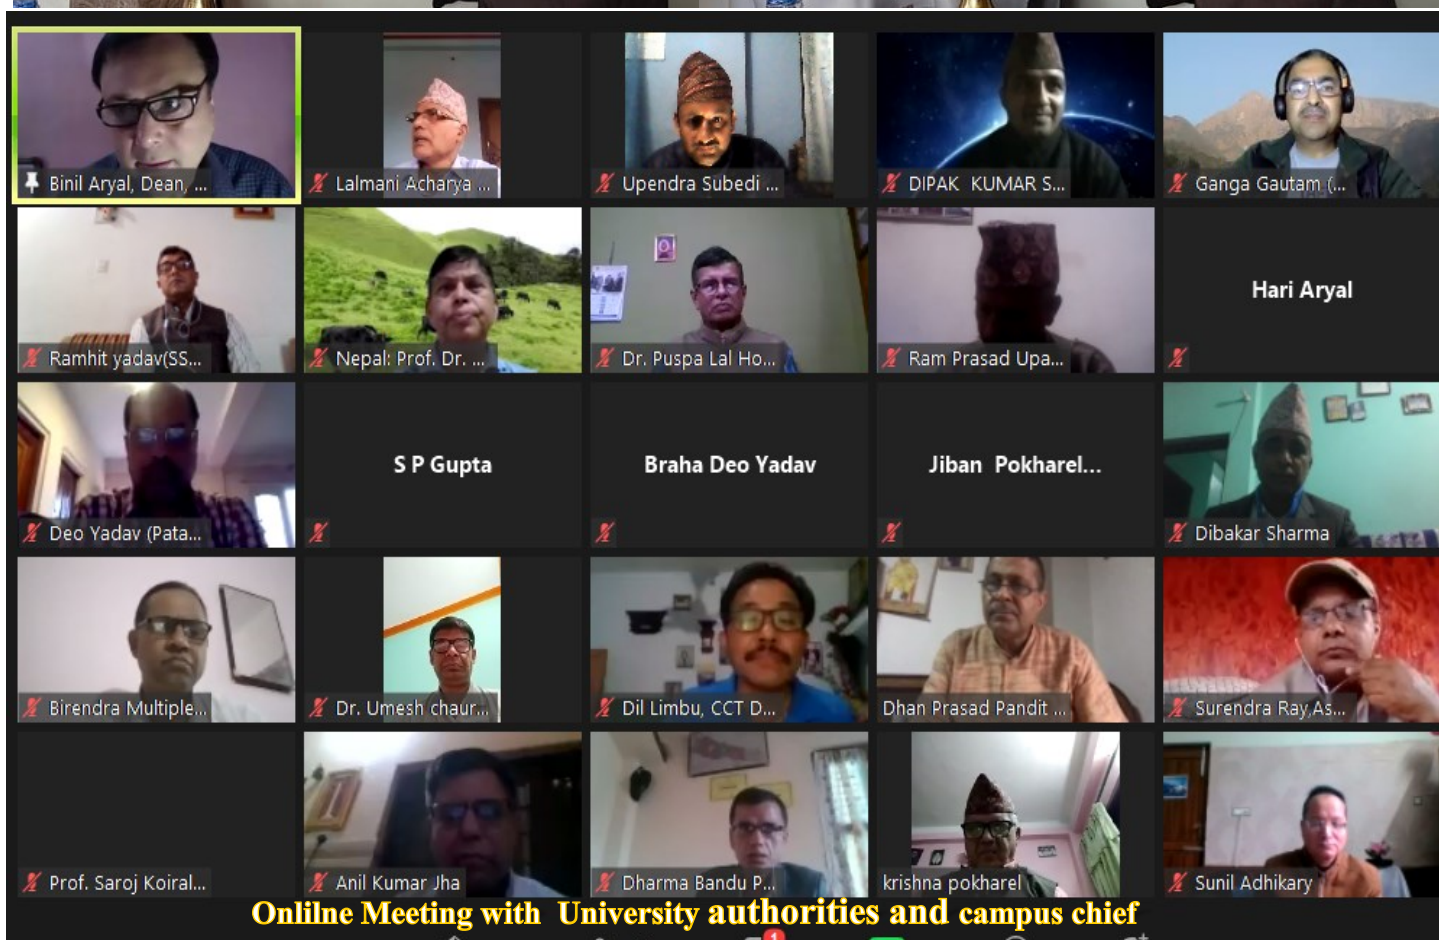 Binil Aryal, Dean, ...
Lalmani Acharya ...
Upendra Subedi ...
DIPAK KUMAR S...
Ganga Gautam (...
Ramhit yadav(SS...
Nepal: Prof. Dr. ...
Dr. Puspa Lal Ho...
Ram Prasad Upa...
Hari Aryal
Deo Yadav (Pata...
S P Gupta
Braha Deo Yadav
Jiban Pokharel...
Dibakar Sharma
Birendra Multiple...
Dr. Umesh chaur...
Dil Limbu, CCT D...
Dhan Prasad Pandit ...
Surendra Ray,As...
Prof. Saroj Koiral...
Anil Kumar Jha
Dharma Bandu P...
krishna pokharel
Sunil Adhikary
Onlilne Meeting with University authorities and campus chief
1